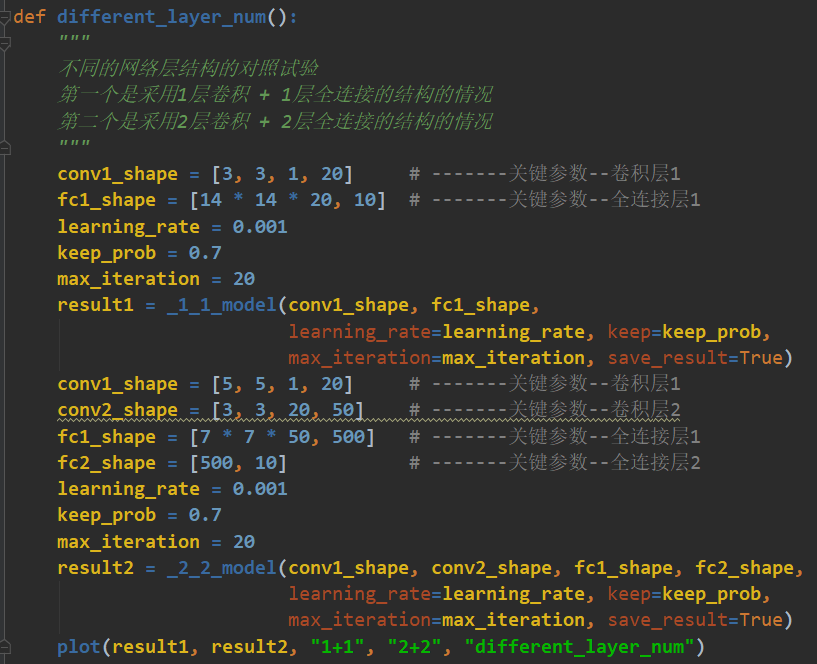 def different_layer_num():
"""
不同的网络层结构的对照试验
第一个是采用1层卷积 + 1层全连接的结构的情况
第二个是采用2层卷积 + 2层全连接的结构的情况
"""
conv1_shape = [3, 3, 1, 20]     # -------关键参数--卷积层1
fc1_shape = [14 * 14 * 20, 10]  # -------关键参数--全连接层1
learning_rate = 0.001
keep_prob = 0.7
max_iteration = 20
result1 = _1_1_model(conv1_shape, fc1_shape,
learning_rate=learning_rate, keep=keep_prob,
max_iteration=max_iteration, save_result=True)
conv1_shape = [5, 5, 1, 20]     # -------关键参数--卷积层1
conv2_shape = [3, 3, 20, 50]    # -------关键参数--卷积层2
fc1_shape = [7 * 7 * 50, 500]   # -------关键参数--全连接层1
fc2_shape = [500, 10]           # -------关键参数--全连接层2
learning_rate = 0.001
keep_prob = 0.7
max_iteration = 20
result2 = _2_2_model(conv1_shape, conv2_shape, fc1_shape, fc2_shape,
learning_rate=learning_rate, keep=keep_prob,
max_iteration=max_iteration, save_result=True)
plot(result1, result2, "1+1", "2+2", "different_layer_num")